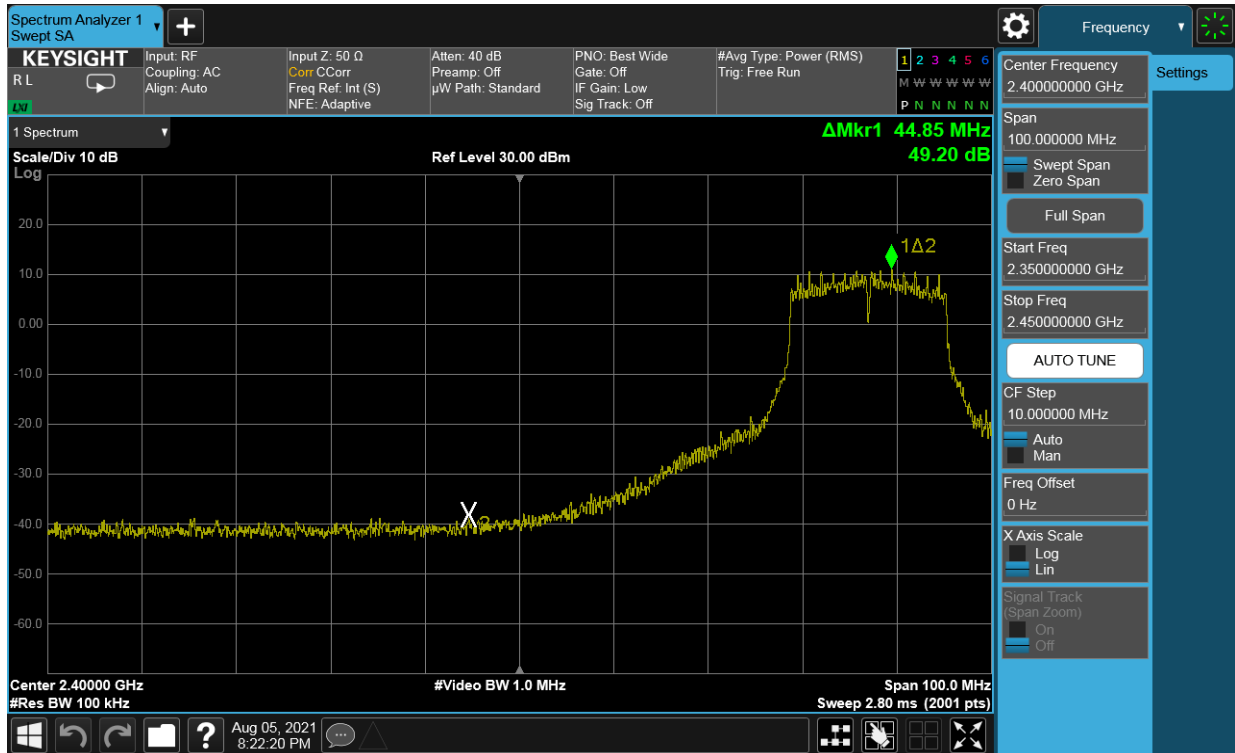 Spectrum Analyzer 1
Swept SA
Frequency
KEYSIGHT
R L
LXI
Input: RF
Coupling: AC
Align: Auto
Input Z: 50 Ω
Corr CCorr
Freq Ref: Int (S)
NFE: Adaptive
Atten: 40 dB
Preamp: Off
µW Path: Standard
PNO: Best Wide
Gate: Off
IF Gain: Low
Sig Track: Off
#Avg Type: Power (RMS)
Trig: Free Run
1 2 3 4 5 6
M W W W W W
P N N N N N
1 Spectrum
ΔMkr1 44.85 MHz
49.20 dB
Scale/Div 10 dB
Ref Level 30.00 dBm
Log
20.0
10.0
0.00
-10.0
-20.0
-30.0
-40.0
-50.0
-60.0
1Δ2
X2
Center 2.40000 GHz
#Video BW 1.0 MHz
Span 100.0 MHz
#Res BW 100 kHz
Sweep 2.80 ms (2001 pts)
?
Aug 05, 2021
8:22:20 PM
Center Frequency
2.400000000 GHz
Settings
Span
100.000000 MHz
Swept Span
Zero Span
Full Span
Start Freq
2.350000000 GHz
Stop Freq
2.450000000 GHz
AUTO TUNE
CF Step
10.000000 MHz
Auto
Man
Freq Offset
0 Hz
X Axis Scale
Log
Lin
Signal Track
(Span Zoom)
On
Off